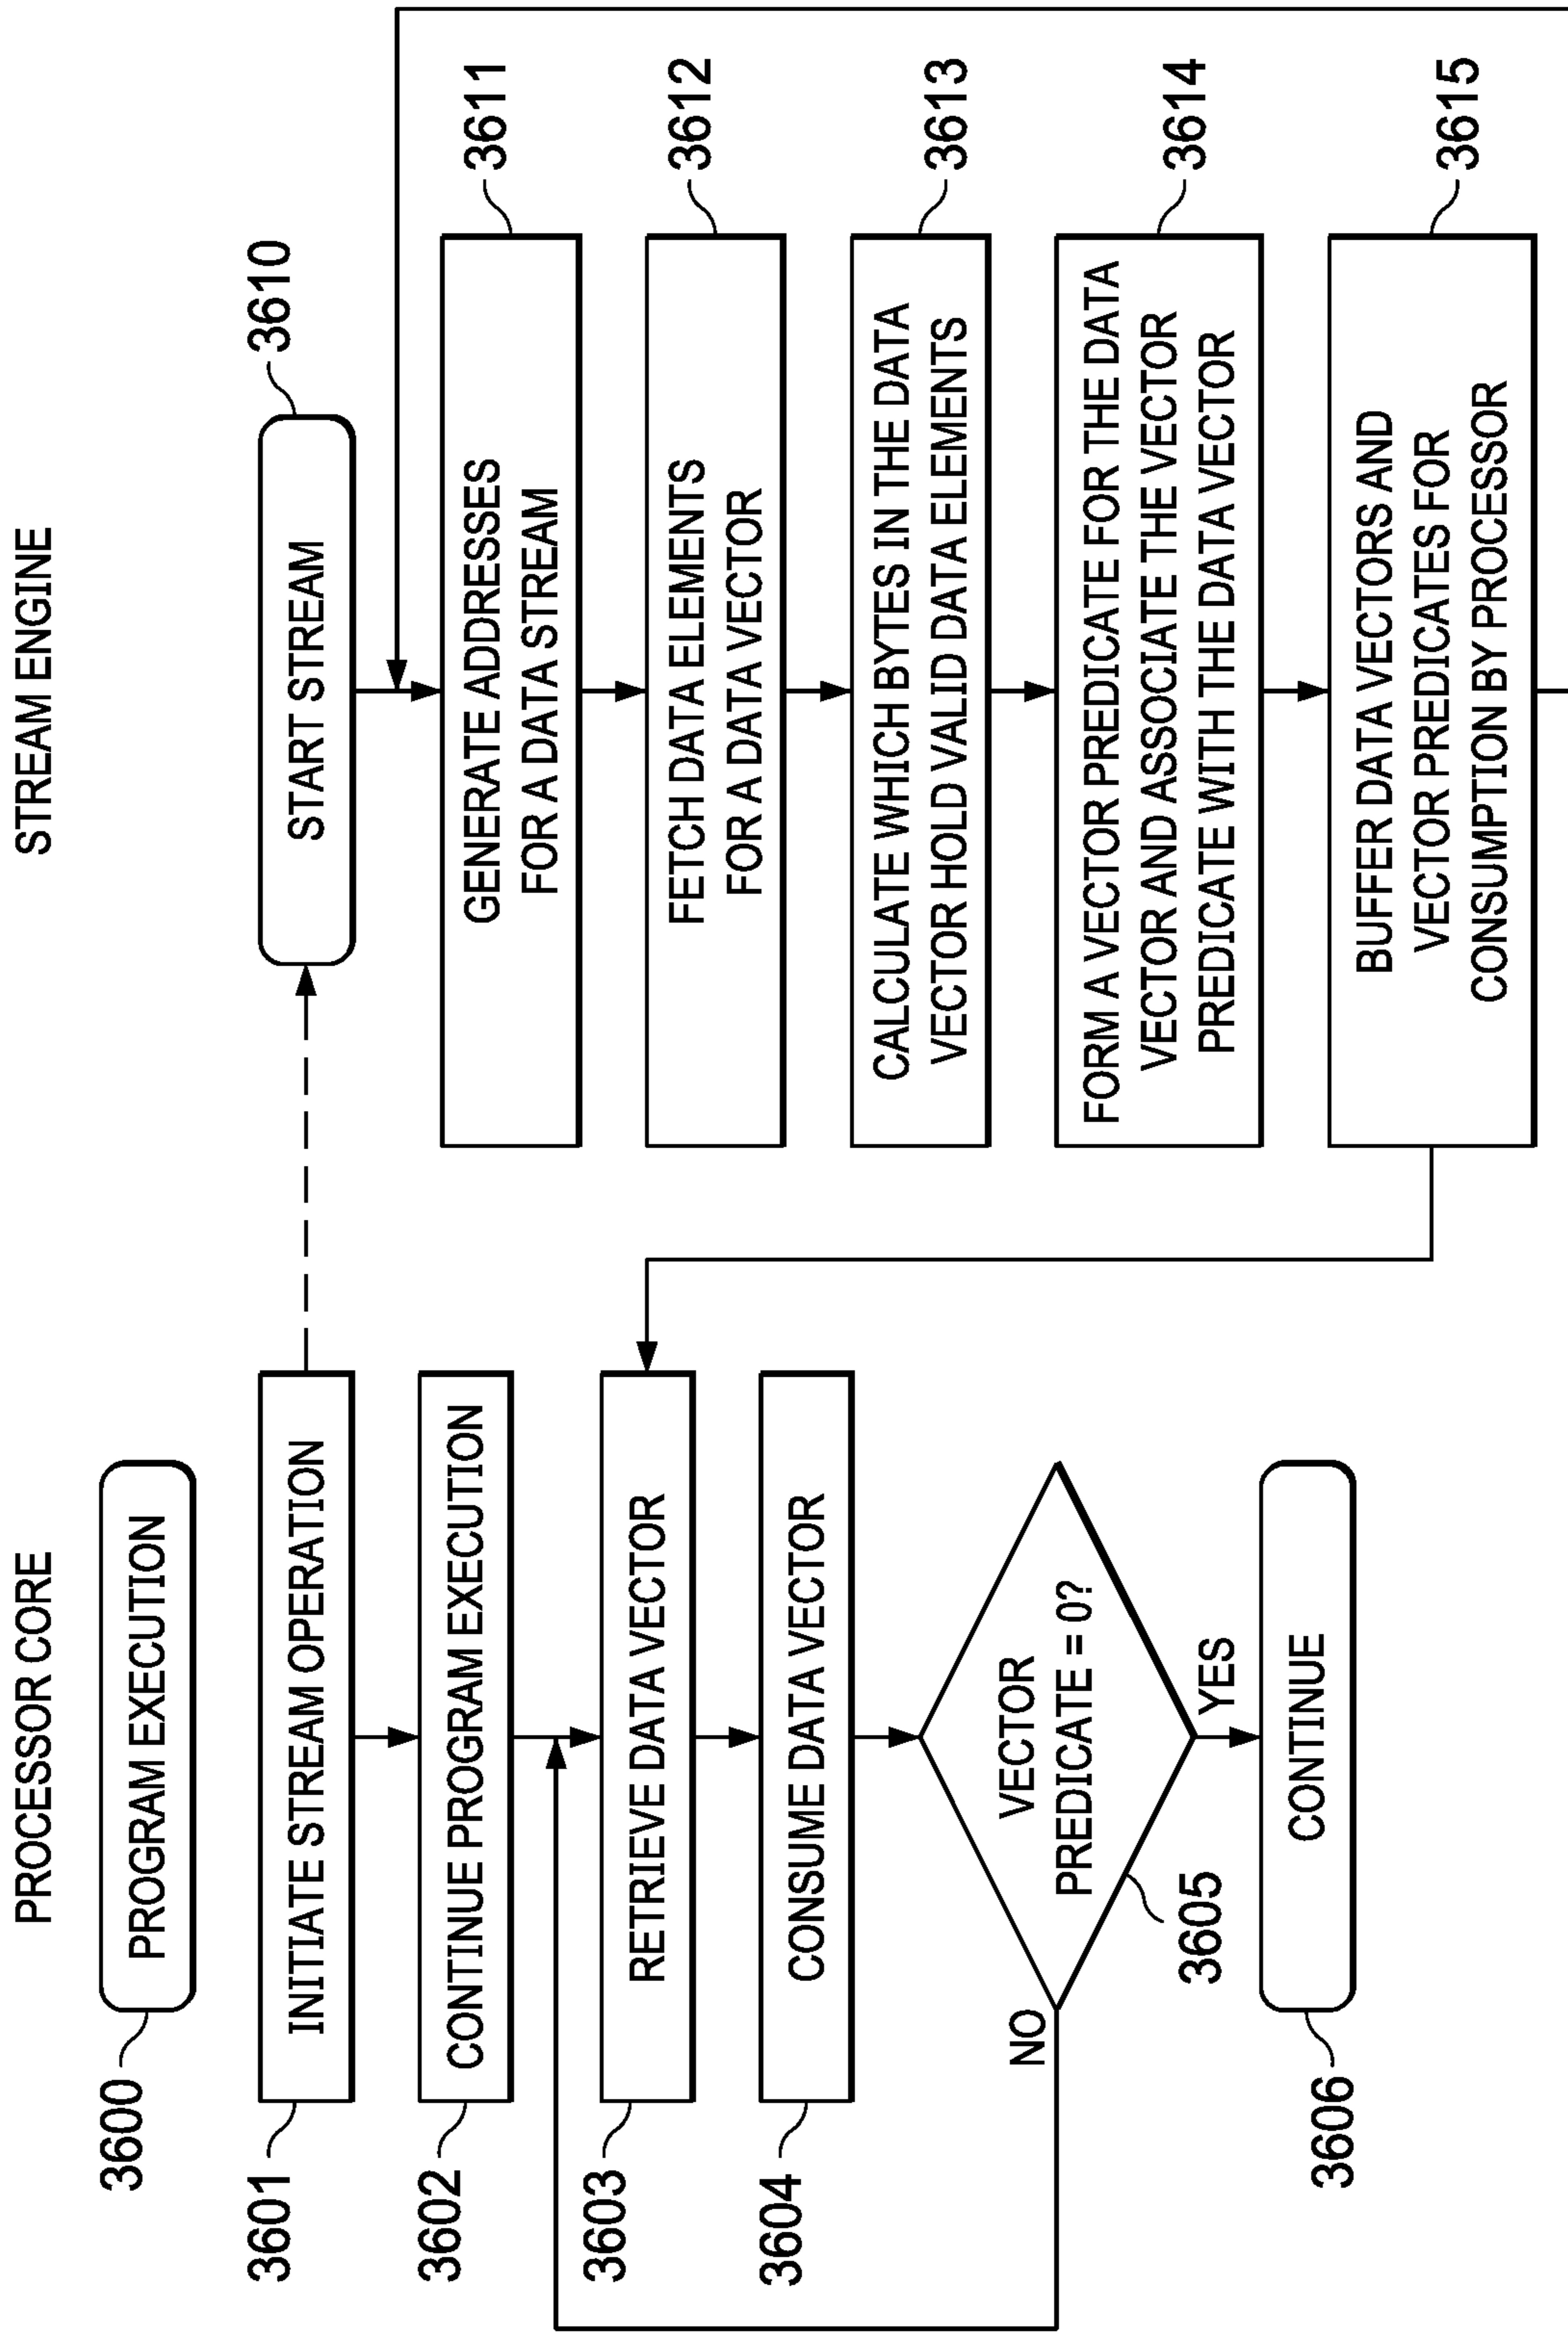 PROCESSOR CORE
3600
PROGRAM EXECUTION
3601
INITIATE STREAM OPERATION
3602
CONTINUE PROGRAM EXECUTION
3603
RETRIEVE DATA VECTOR
3604
CONSUME DATA VECTOR
VECTOR
PREDICATE = 0?
NO
3605
YES
3606
CONTINUE
STREAM ENGINE
START STREAM
3610
GENERATE ADDRESSES
FOR A DATA STREAM
3611
FETCH DATA ELEMENTS
FOR A DATA VECTOR
3612
CALCULATE WHICH BYTES IN THE DATA
VECTOR HOLD VALID DATA ELEMENTS
3613
FORM A VECTOR PREDICATE FOR THE DATA
VECTOR AND ASSOCIATE THE VECTOR
PREDICATE WITH THE DATA VECTOR
3614
BUFFER DATA VECTORS AND
VECTOR PREDICATES FOR
CONSUMPTION BY PROCESSOR
3615